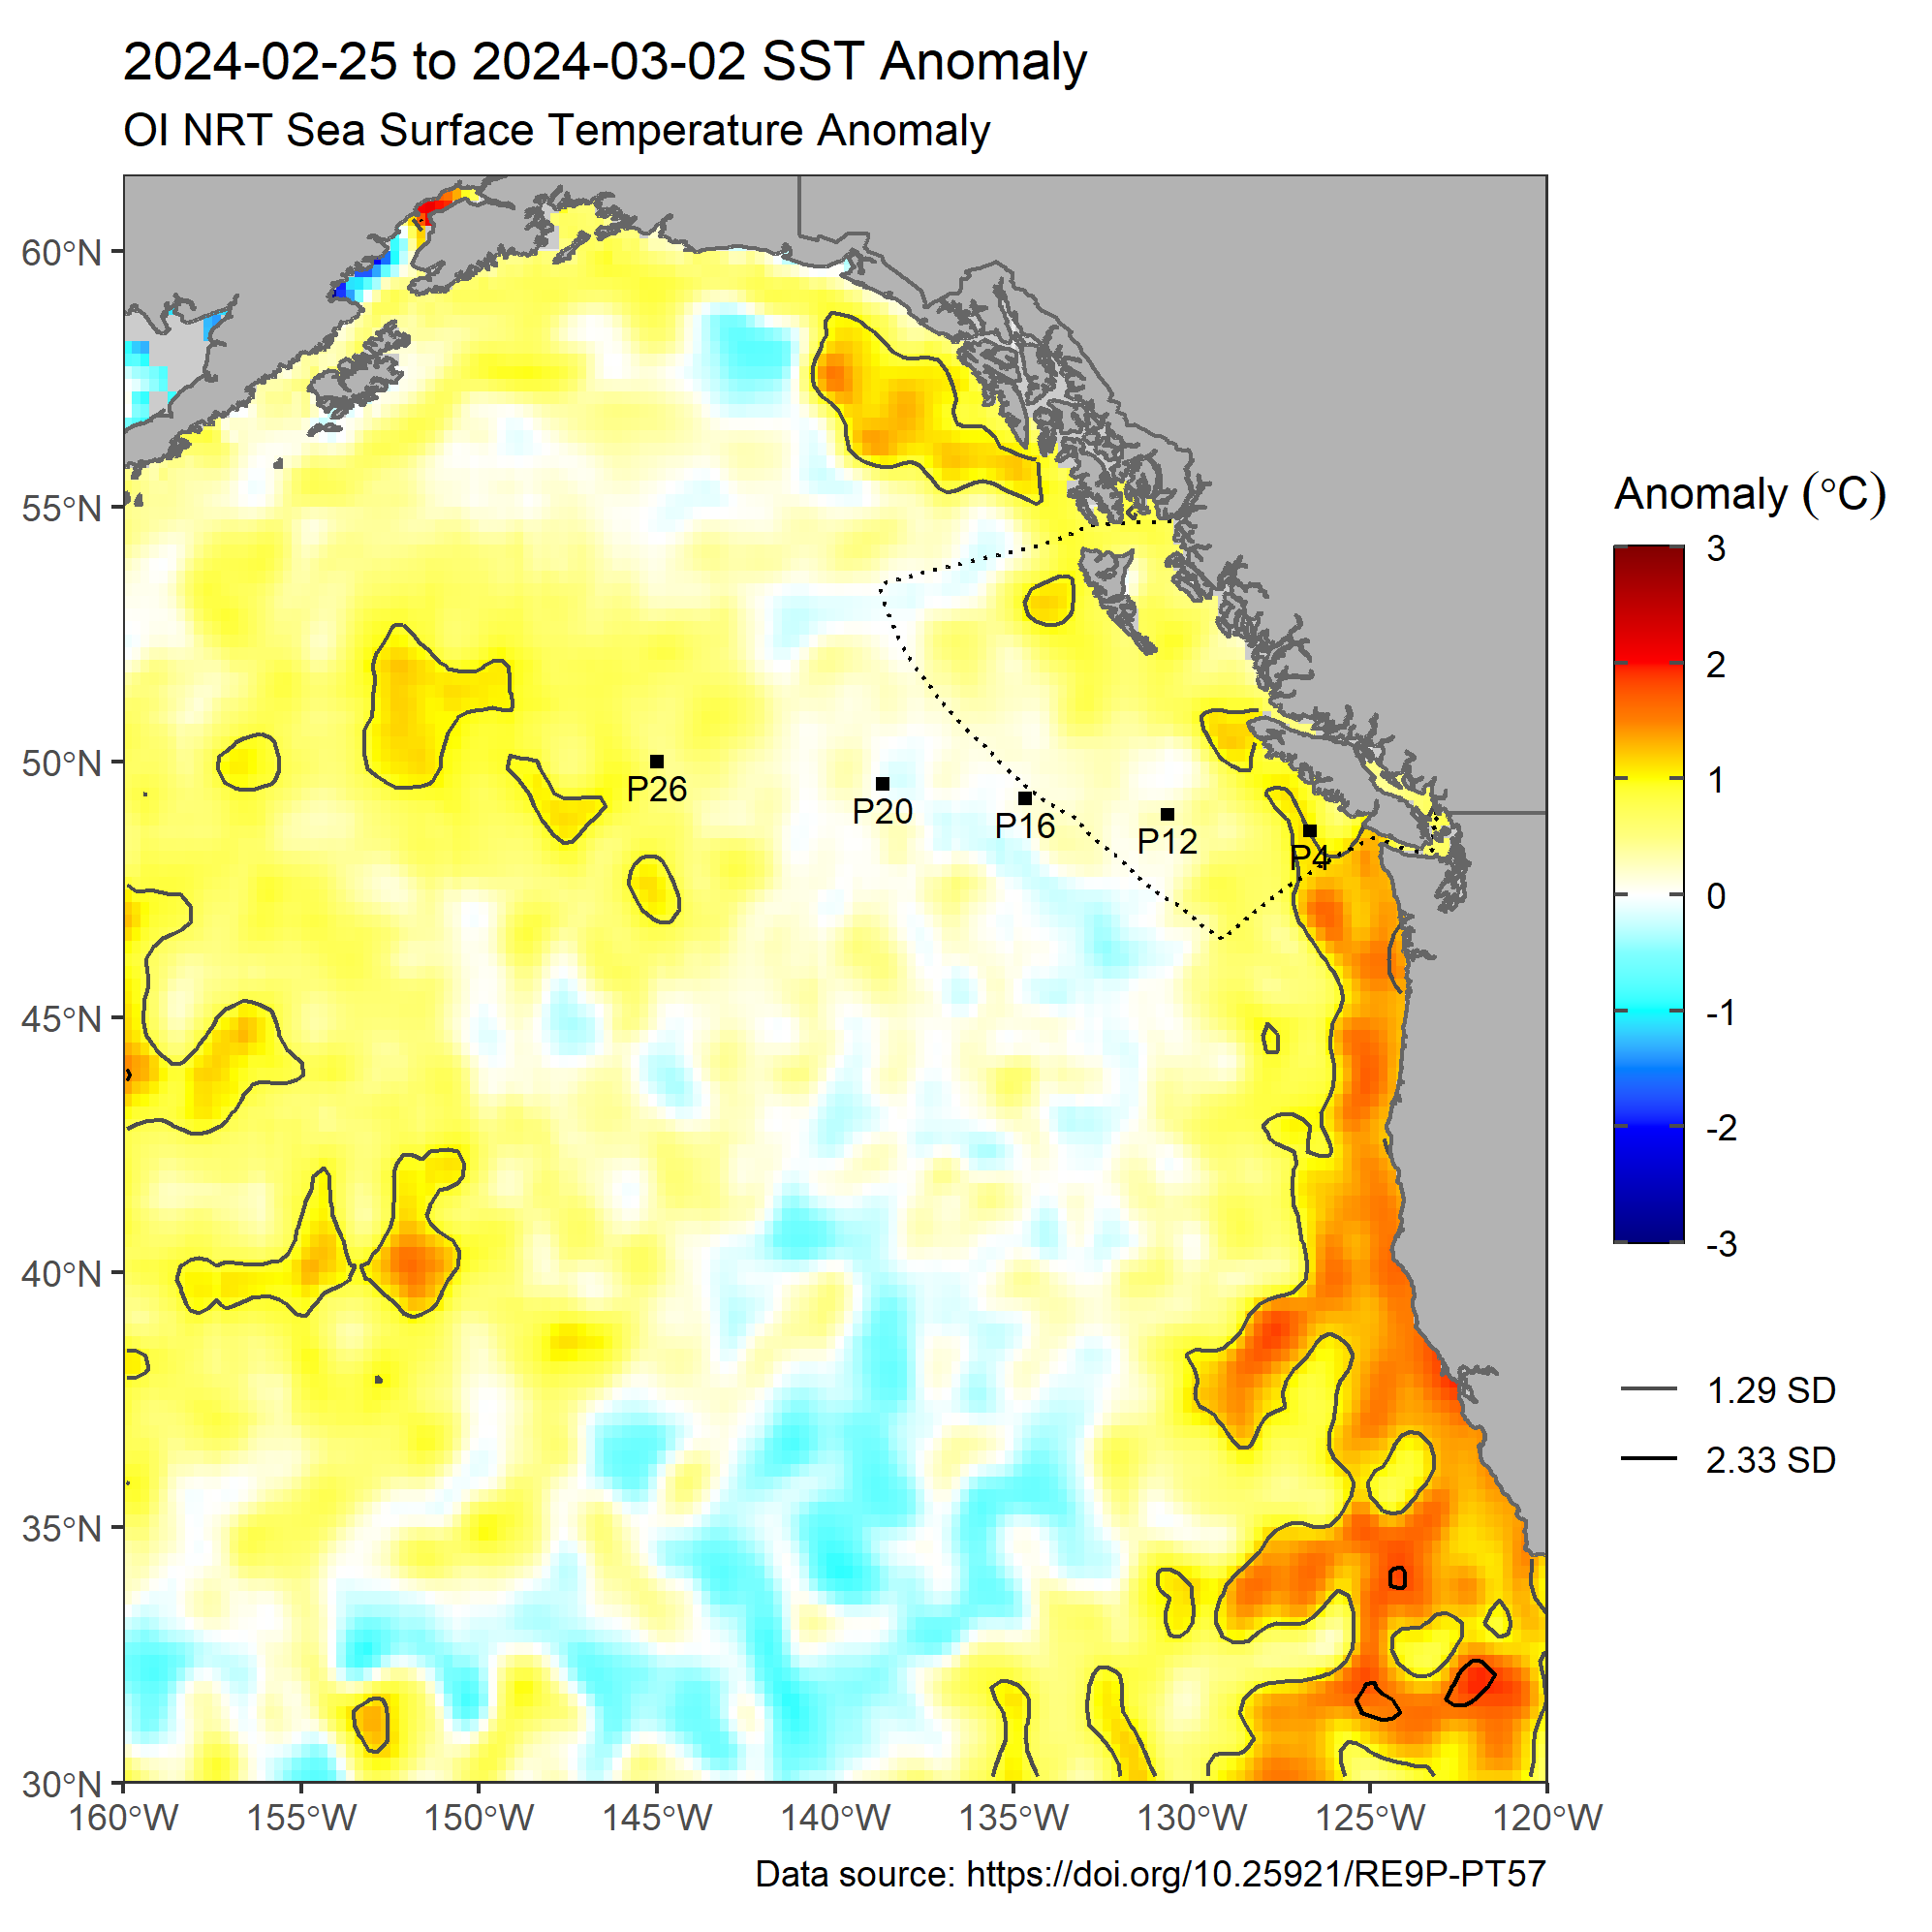 2024-02-25 to 2024-03-02 SST Anomaly
OI NRT Sea Surface Temperature Anomaly
60°N
55°N
50°N
45°N
40°N
35°N
30°N
160°W
155°W
150°W
145°W
140°W
135°W
130°W
125°W
120°W
P26
P20
P16
P12
P4
Anomaly (°C)
3
2
1
0
-1
-2
-3
1.29 SD
2.33 SD
Data source: https://doi.org/10.25921/RE9P-PT57